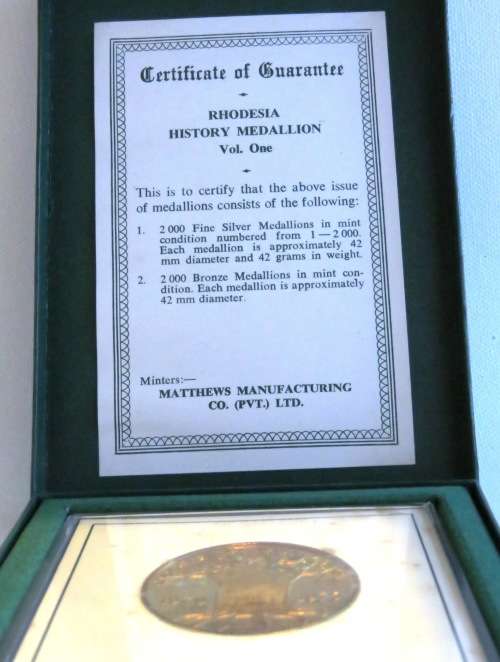 Certificate of Guarantee
RHODESIA
HISTORY MEDALLION
Vol. One
This is to certify that the above issue
of medallions consists of the following:
1. 2 000 Fine Silver Medallions in mint
condition numbered from 1—2 000.
Each medallion is approximately 42
mm diameter and 42 grams in weight.
2. 2 000 Bronze Medallions in mint con-
dition. Each medallion is approximately
42 mm diameter.
Minters:—
MATTHEWS MANUFACTURING
CO. (PVT.) LTD.